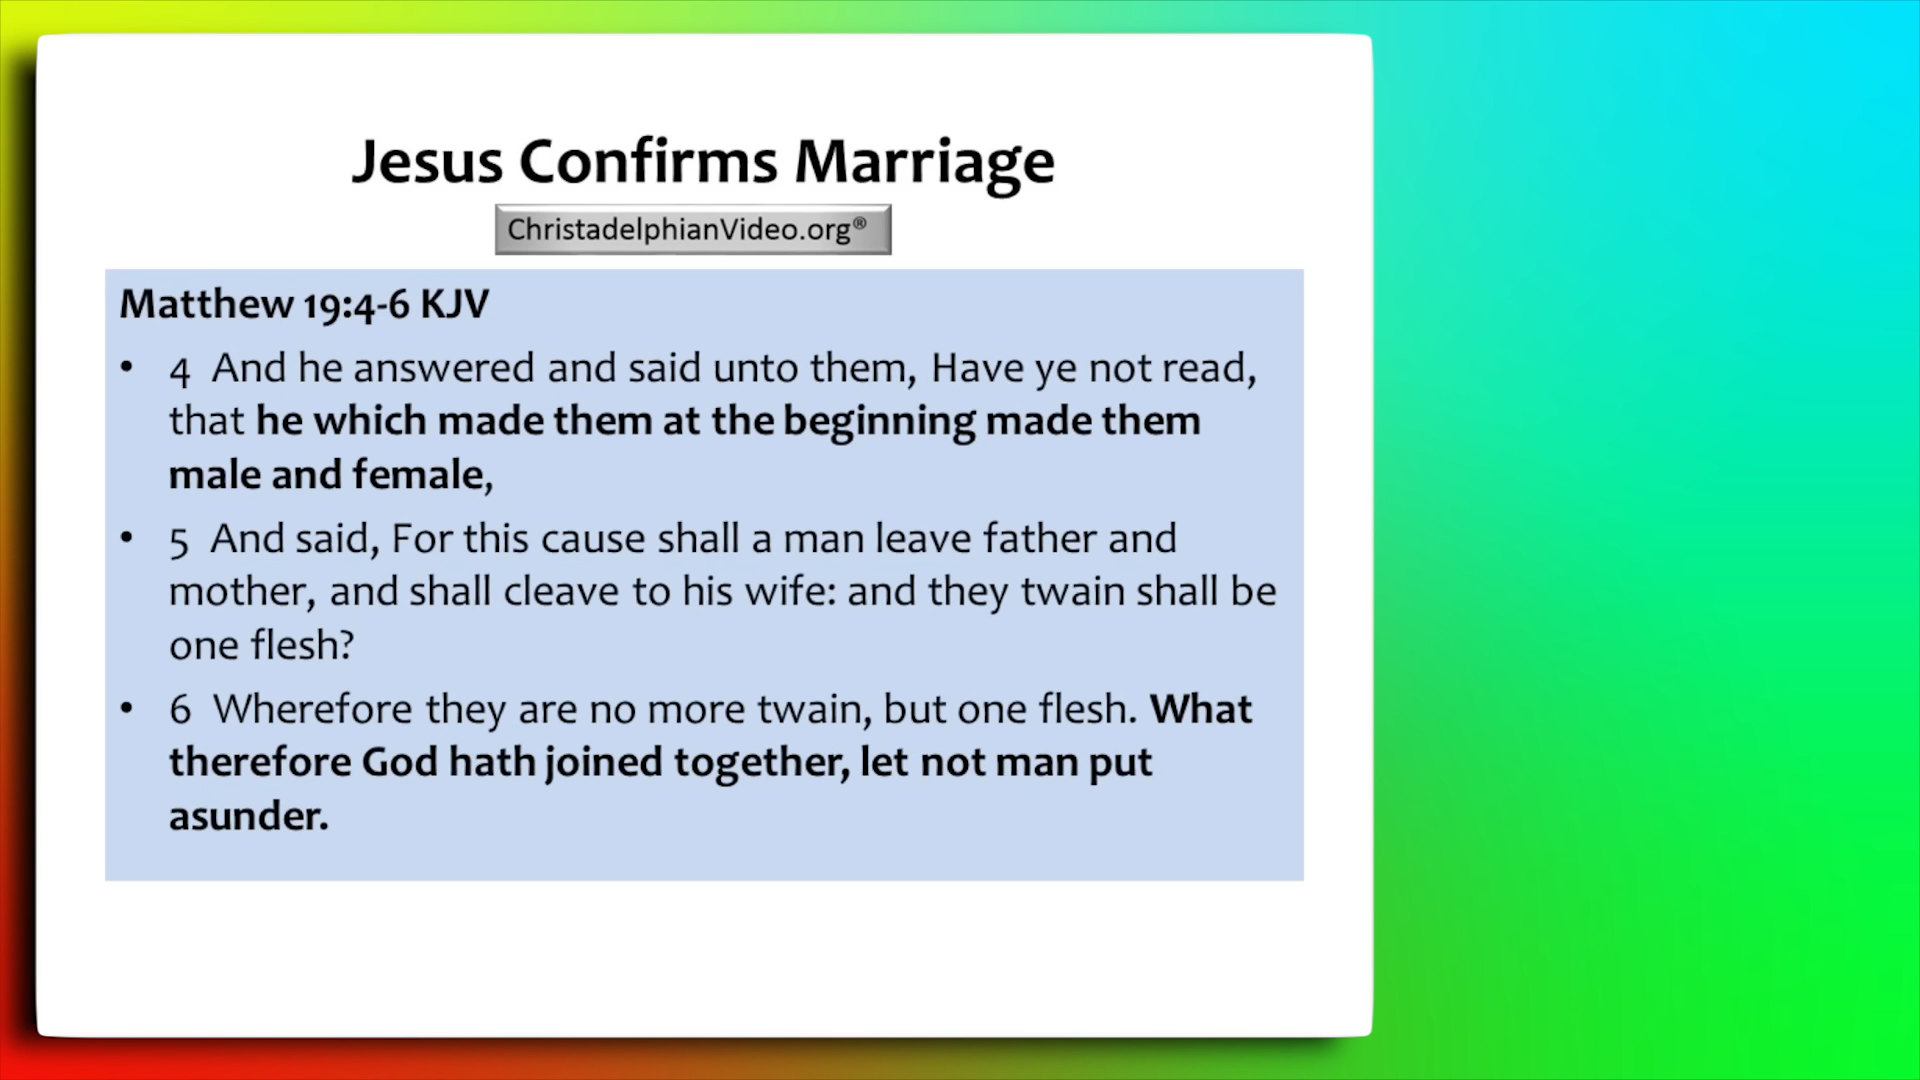 Jesus Confirms Marriage
ChristadelphianVideo.org®
Matthew 19:4-6 KJV
• 4 And he answered and said unto them, Have ye not read,
that he which made them at the beginning made them
male and female,
• 5 And said, For this cause shall a man leave father and
mother, and shall cleave to his wife: and they twain shall be
one flesh?
• 6 Wherefore they are no more twain, but one flesh. What
therefore God hath joined together, let not man put
asunder.